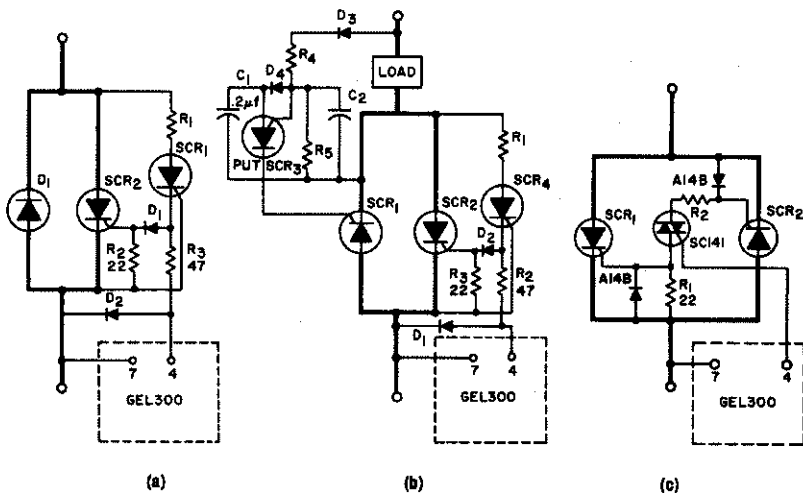 D1
SCR2
R1
SCR1
D1
R2
22
R3
47
D2
7
4
GEL300
(a)
D3
R4
D4
C1
.2μf
C2
LOAD
PUT SCR3
R5
R1
SCR1
SCR2
SCR4
D2
R3
22
R2
47
D1
7
4
GEL300
(b)
A14B
R2
SCR1
SC141
SCR2
A14B
R1
22
7
4
GEL300
(c)